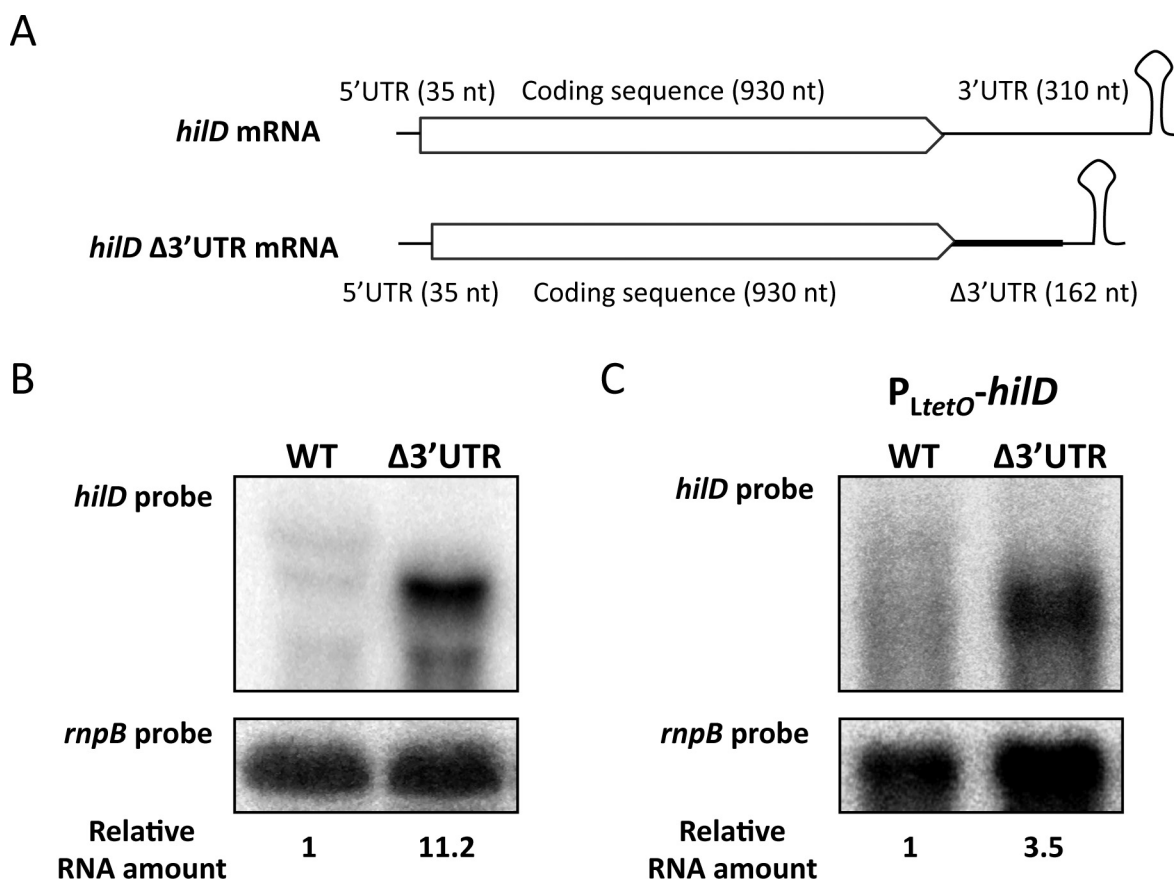 A
5'UTR (35 nt) Coding sequence (930 nt) 3'UTR (310 nt)
hilD mRNA
hilD Δ3'UTR mRNA
5'UTR (35 nt) Coding sequence (930 nt) Δ3'UTR (162 nt)
B
WT Δ3'UTR
hilD probe
rnpB probe
Relative
RNA amount
1 11.2
C
PLtetO-hilD
WT Δ3'UTR
hilD probe
rnpB probe
Relative
RNA amount
1 3.5